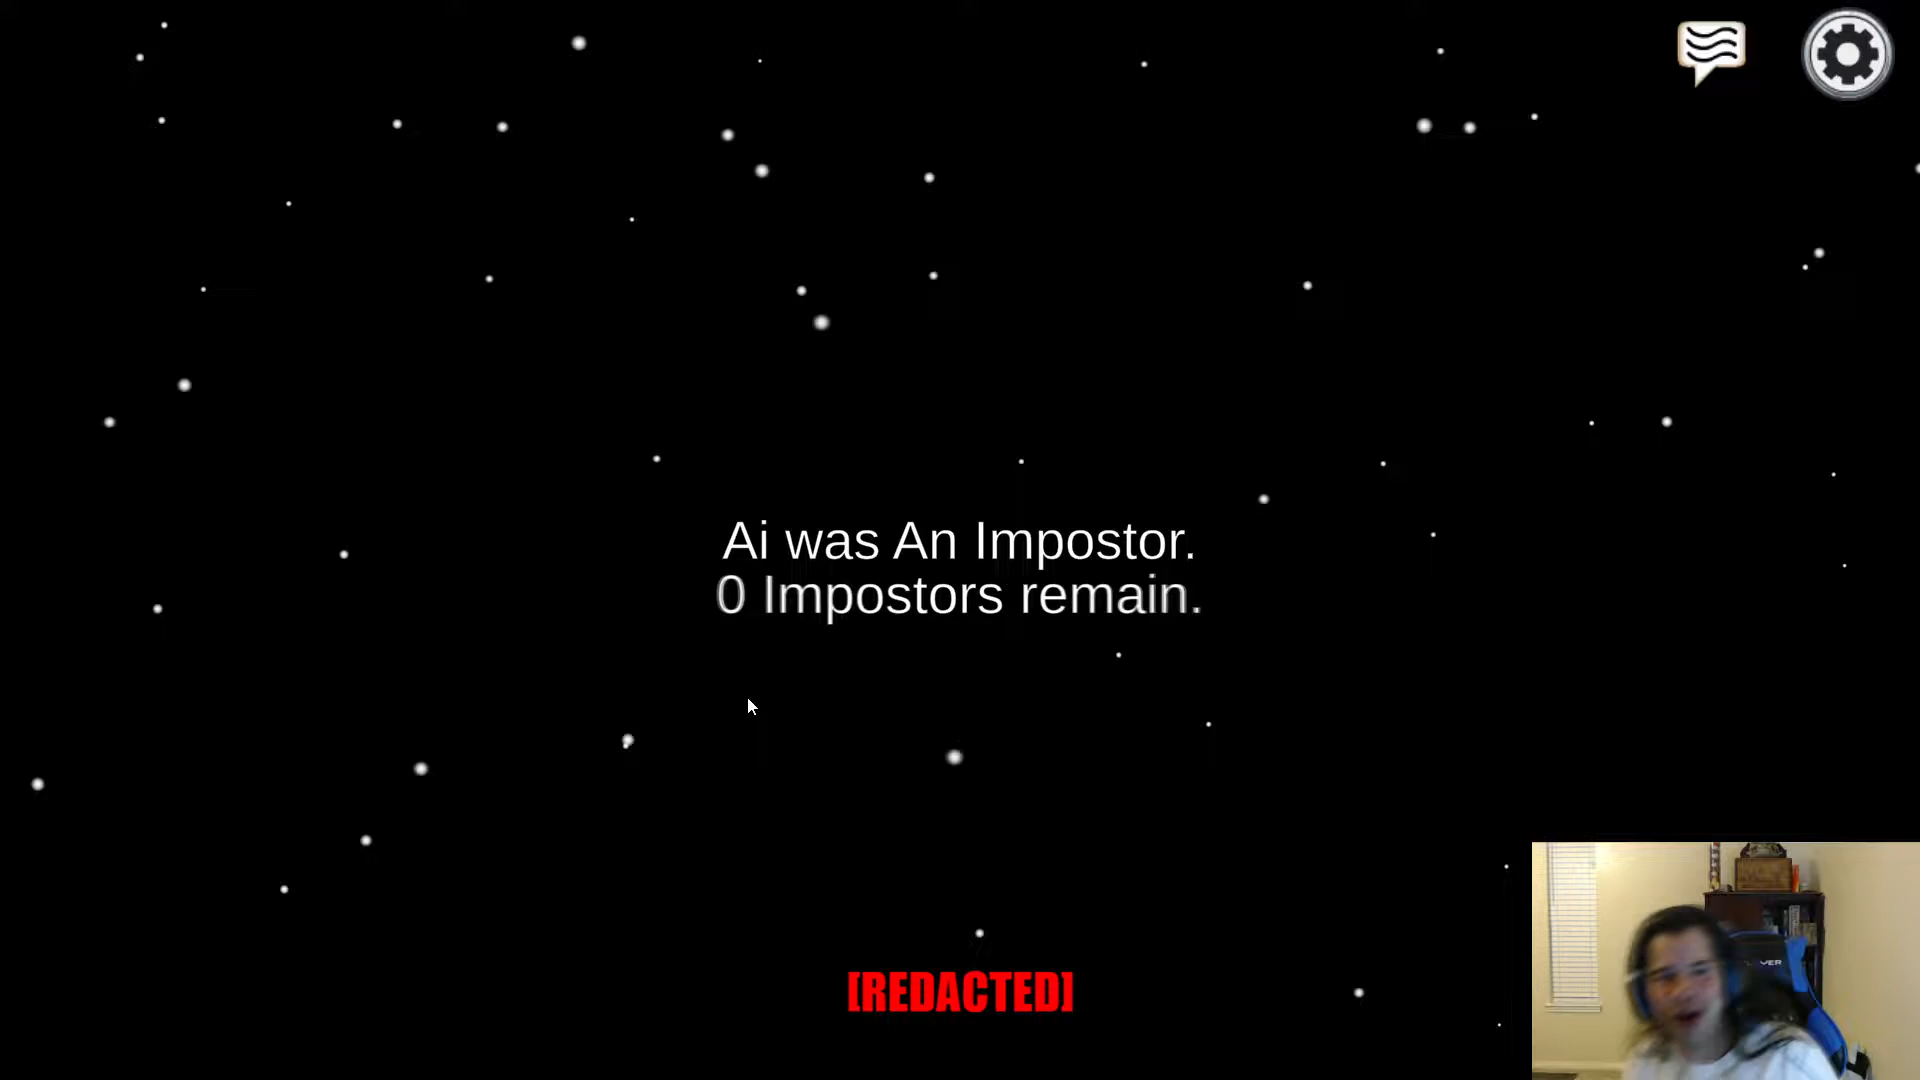 Ai was An Impostor.
0 Impostors remain.
[REDACTED]